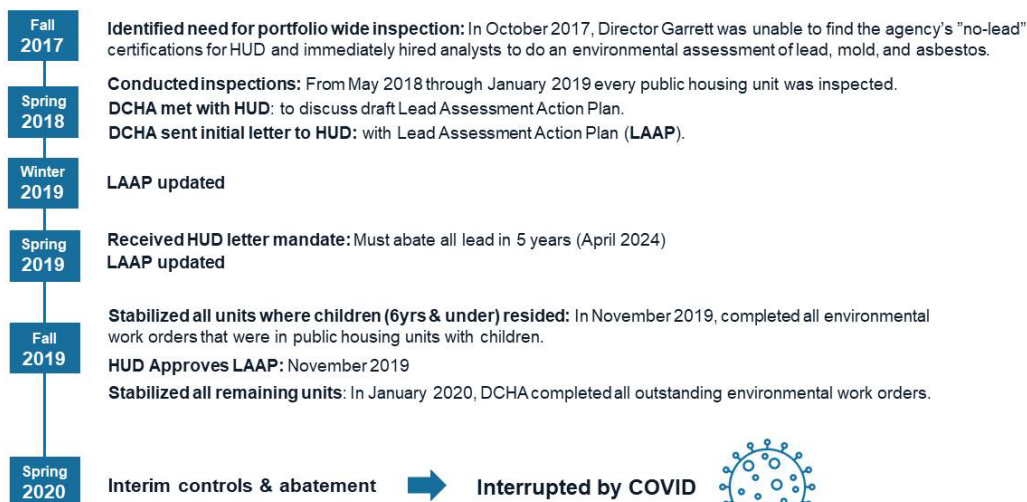 Fall
2017
Identified need for portfolio wide inspection: In October 2017, Director Garrett was unable to find the agency's "no-lead"
certifications for HUD and immediately hired analysts to do an environmental assessment of lead, mold, and asbestos.
Spring
2018
Conducted inspections: From May 2018 through January 2019 every public housing unit was inspected.
DCHA met with HUD: to discuss draft Lead Assessment Action Plan.
DCHA sent initial letter to HUD: with Lead Assessment Action Plan (LAAP).
Winter
2019
LAAP updated
Spring
2019
Received HUD letter mandate: Must abate all lead in 5 years (April 2024)
LAAP updated
Fall
2019
Stabilized all units where children (6yrs & under) resided: In November 2019, completed all environmental
work orders that were in public housing units with children.
HUD Approves LAAP: November 2019
Stabilized all remaining units: In January 2020, DCHA completed all outstanding environmental work orders.
Spring
2020
Interim controls & abatement
Interrupted by COVID